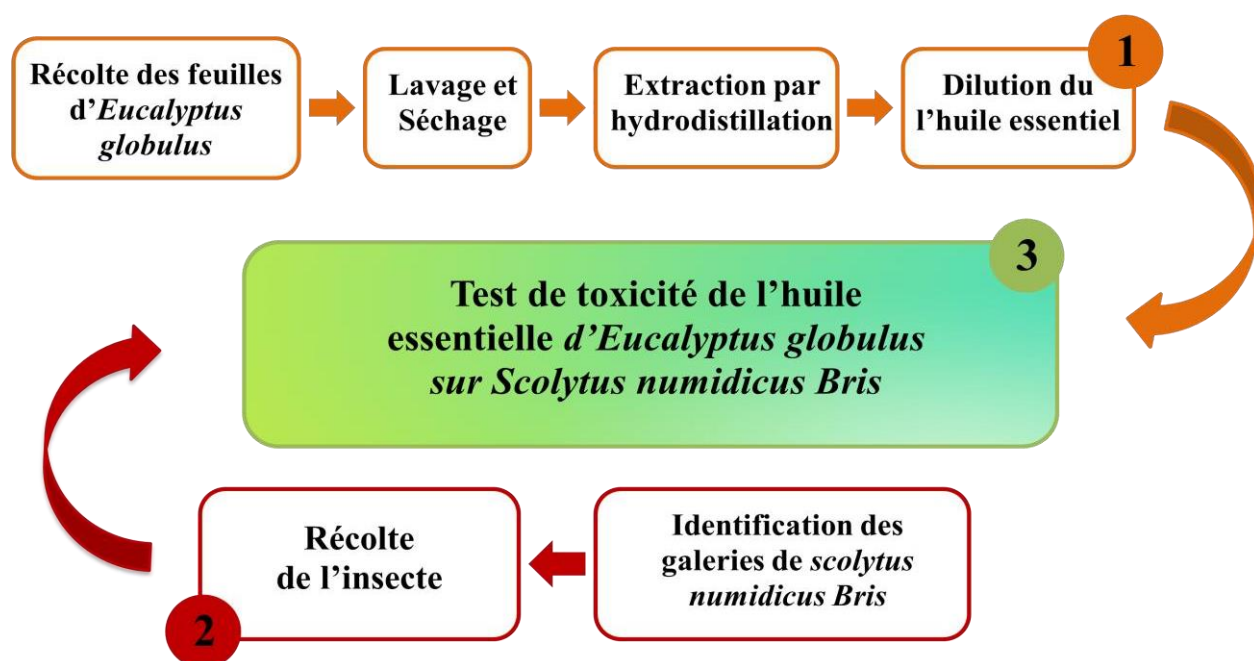 Récolte des feuilles
d'Eucalyptus
globulus
Lavage et
Séchage
Extraction par
hydrodistillation
Dilution du
l'huile essentiel
1
3
Test de toxicité de l'huile
essentielle d'Eucalyptus globulus
sur Scolytus numidicus Bris
Récolte
de l'insecte
2
Identification des
galeries de scolytus
numidicus Bris